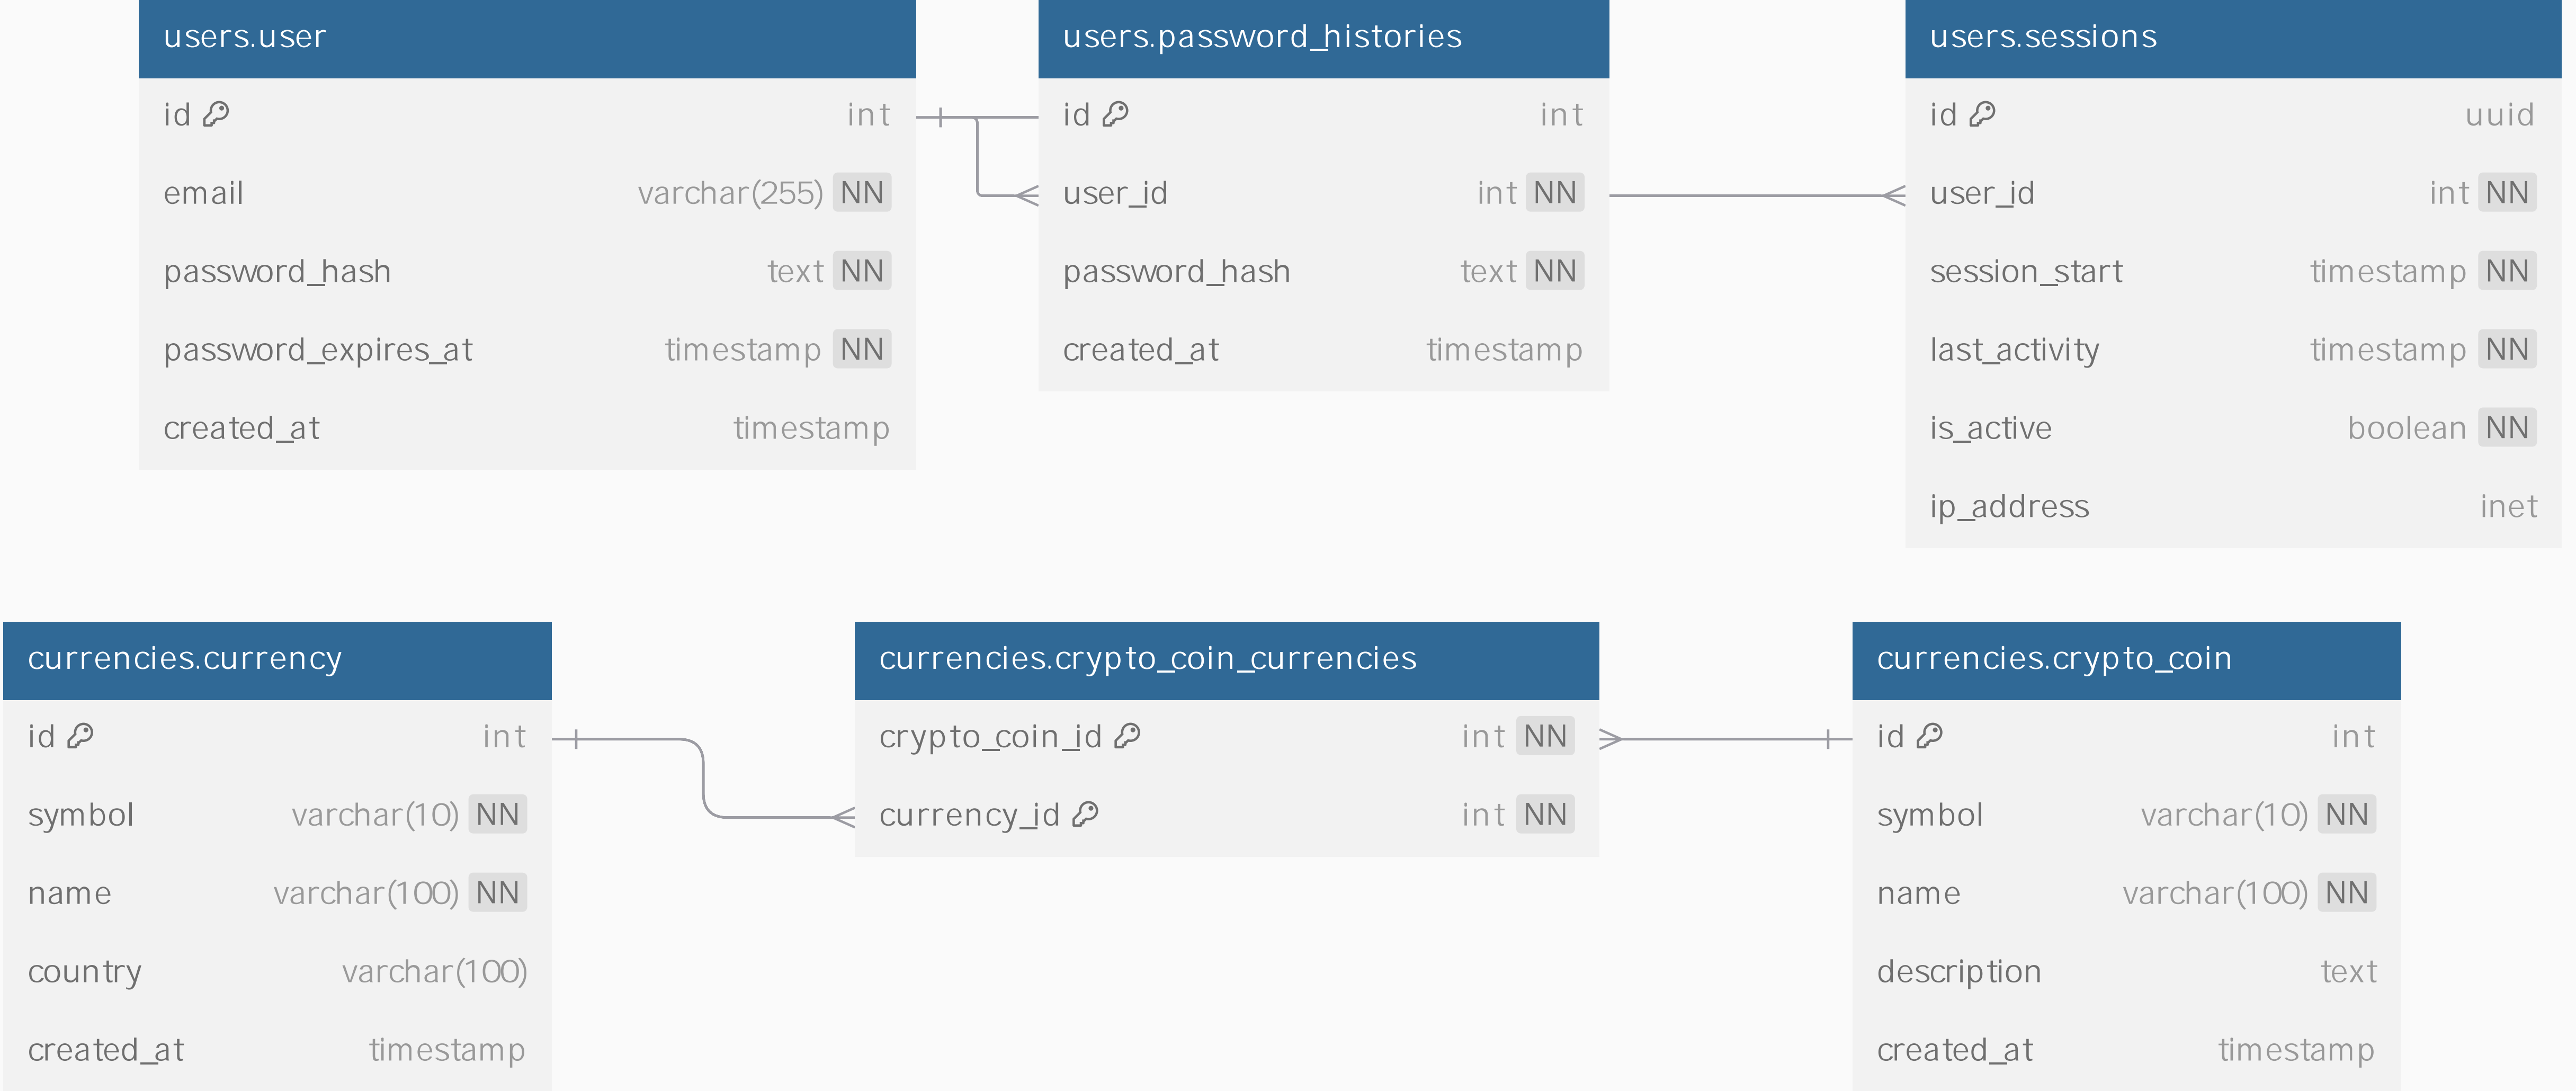 users.user
id int
email varchar(255) NN
password_hash text NN
password_expires_at timestamp NN
created_at timestamp
users.password_histories
id int
user_id int NN
password_hash text NN
created_at timestamp
users.sessions
id uuid
user_id int NN
session_start timestamp NN
last_activity timestamp NN
is_active boolean NN
ip_address inet
currencies.currency
id int
symbol varchar(10) NN
name varchar(100) NN
country varchar(100)
created_at timestamp
currencies.crypto_coin_currencies
crypto_coin_id int NN
currency_id int NN
currencies.crypto_coin
id int
symbol varchar(10) NN
name varchar(100) NN
description text
created_at timestamp